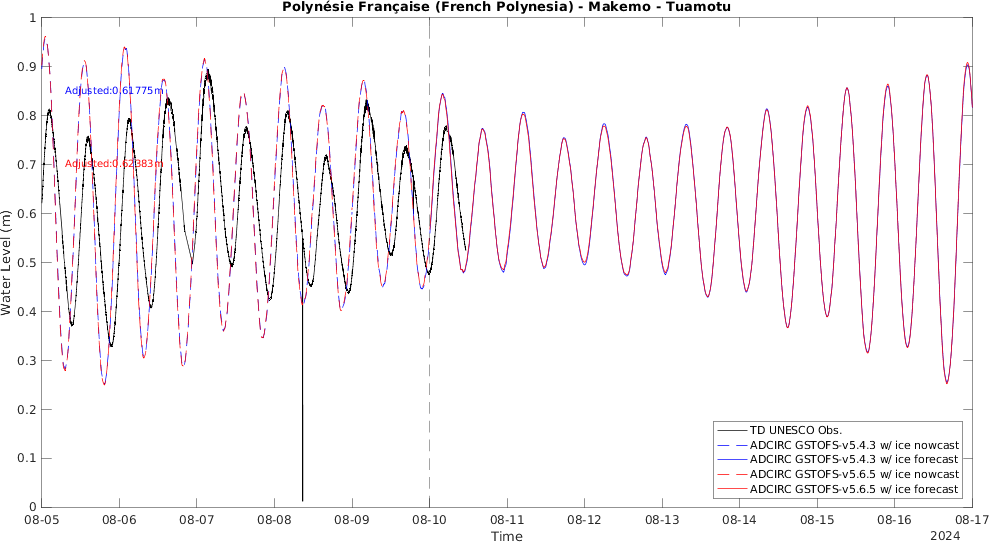 Polynésie Française (French Polynesia) - Makemo - Tuamotu
1
0.9
0.8
0.7
0.6
0.5
0.4
0.3
0.2
0.1
0
Water Level (m)
Adjusted:0.61775m
Adjusted:0.62383m
TD UNESCO Obs.
ADCIRC GSTOFS-v5.4.3 w/ ice nowcast
ADCIRC GSTOFS-v5.4.3 w/ ice forecast
ADCIRC GSTOFS-v5.6.5 w/ ice nowcast
ADCIRC GSTOFS-v5.6.5 w/ ice forecast
08-05 08-06 08-07 08-08 08-09 08-10 08-11 08-12 08-13 08-14 08-15 08-16 08-17
Time
2024